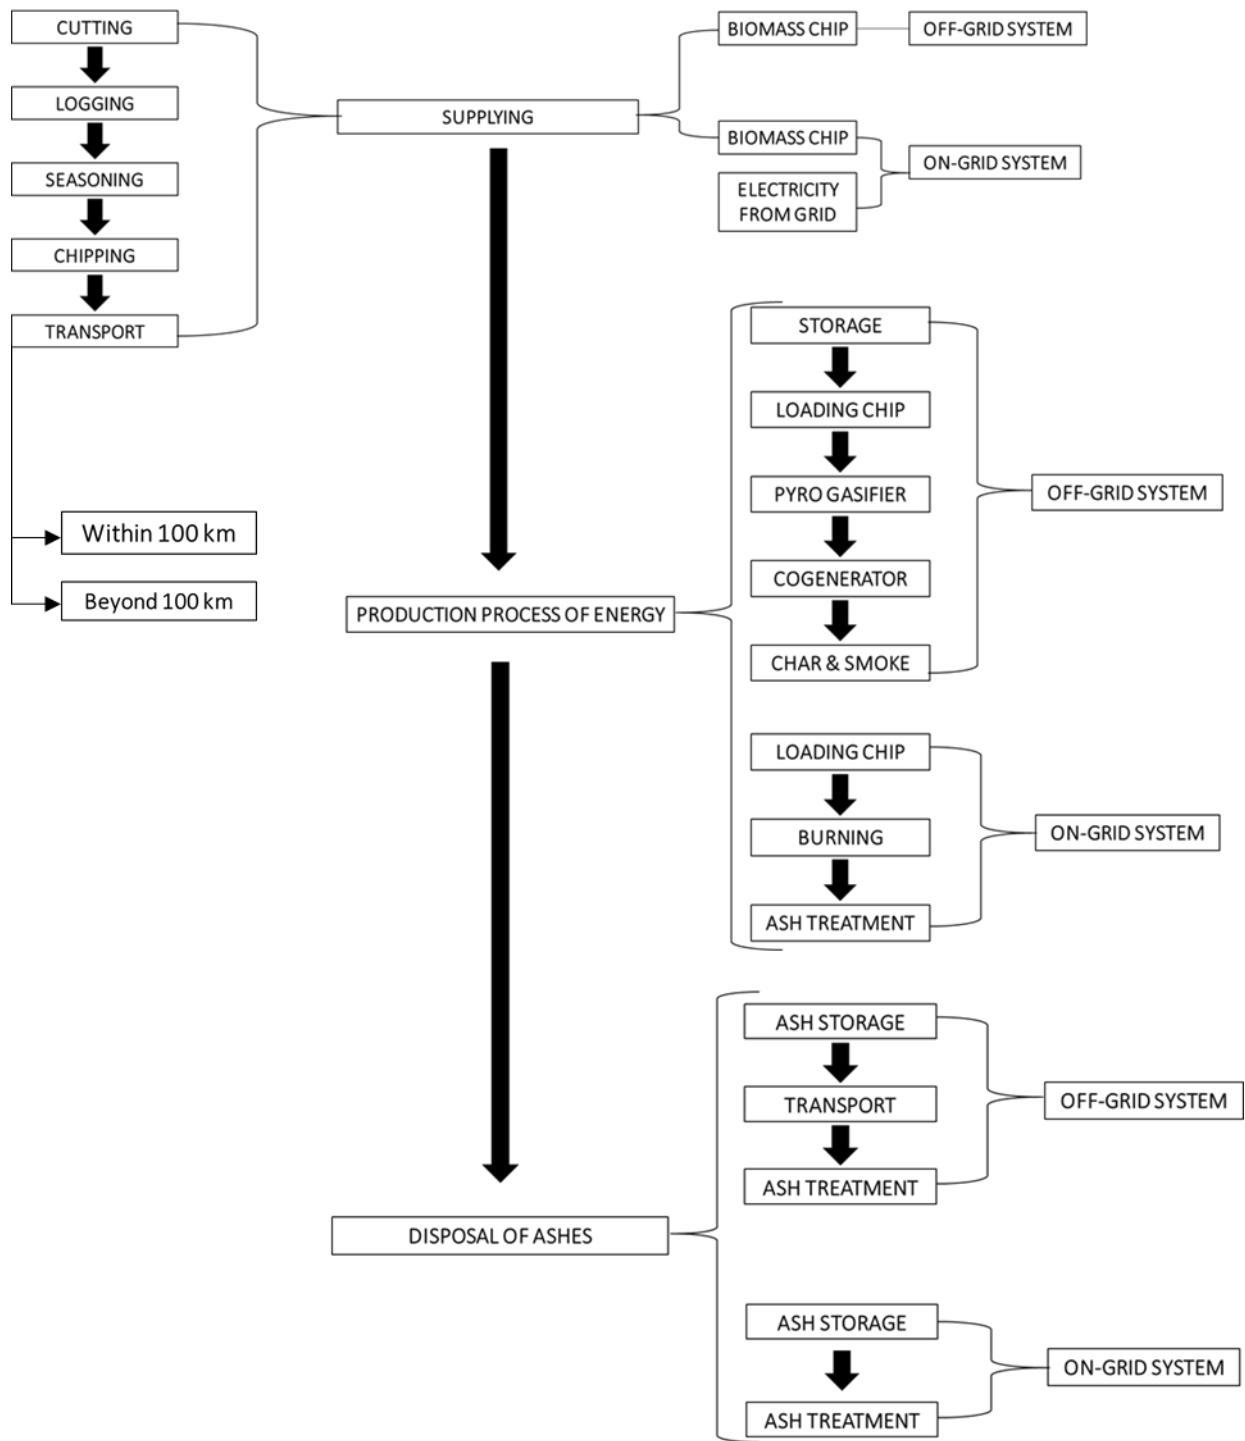 CUTTING
LOGGING
SEASONING
CHIPPING
TRANSPORT
Within 100 km
Beyond 100 km
SUPPLYING
BIOMASS CHIP
OFF-GRID SYSTEM
BIOMASS CHIP
ELECTRICITY
FROM GRID
ON-GRID SYSTEM
PRODUCTION PROCESS OF ENERGY
STORAGE
LOADING CHIP
PYRO GASIFIER
COGENERATOR
CHAR & SMOKE
OFF-GRID SYSTEM
LOADING CHIP
BURNING
ASH TREATMENT
ON-GRID SYSTEM
DISPOSAL OF ASHES
ASH STORAGE
TRANSPORT
ASH TREATMENT
OFF-GRID SYSTEM
ASH STORAGE
ASH TREATMENT
ON-GRID SYSTEM